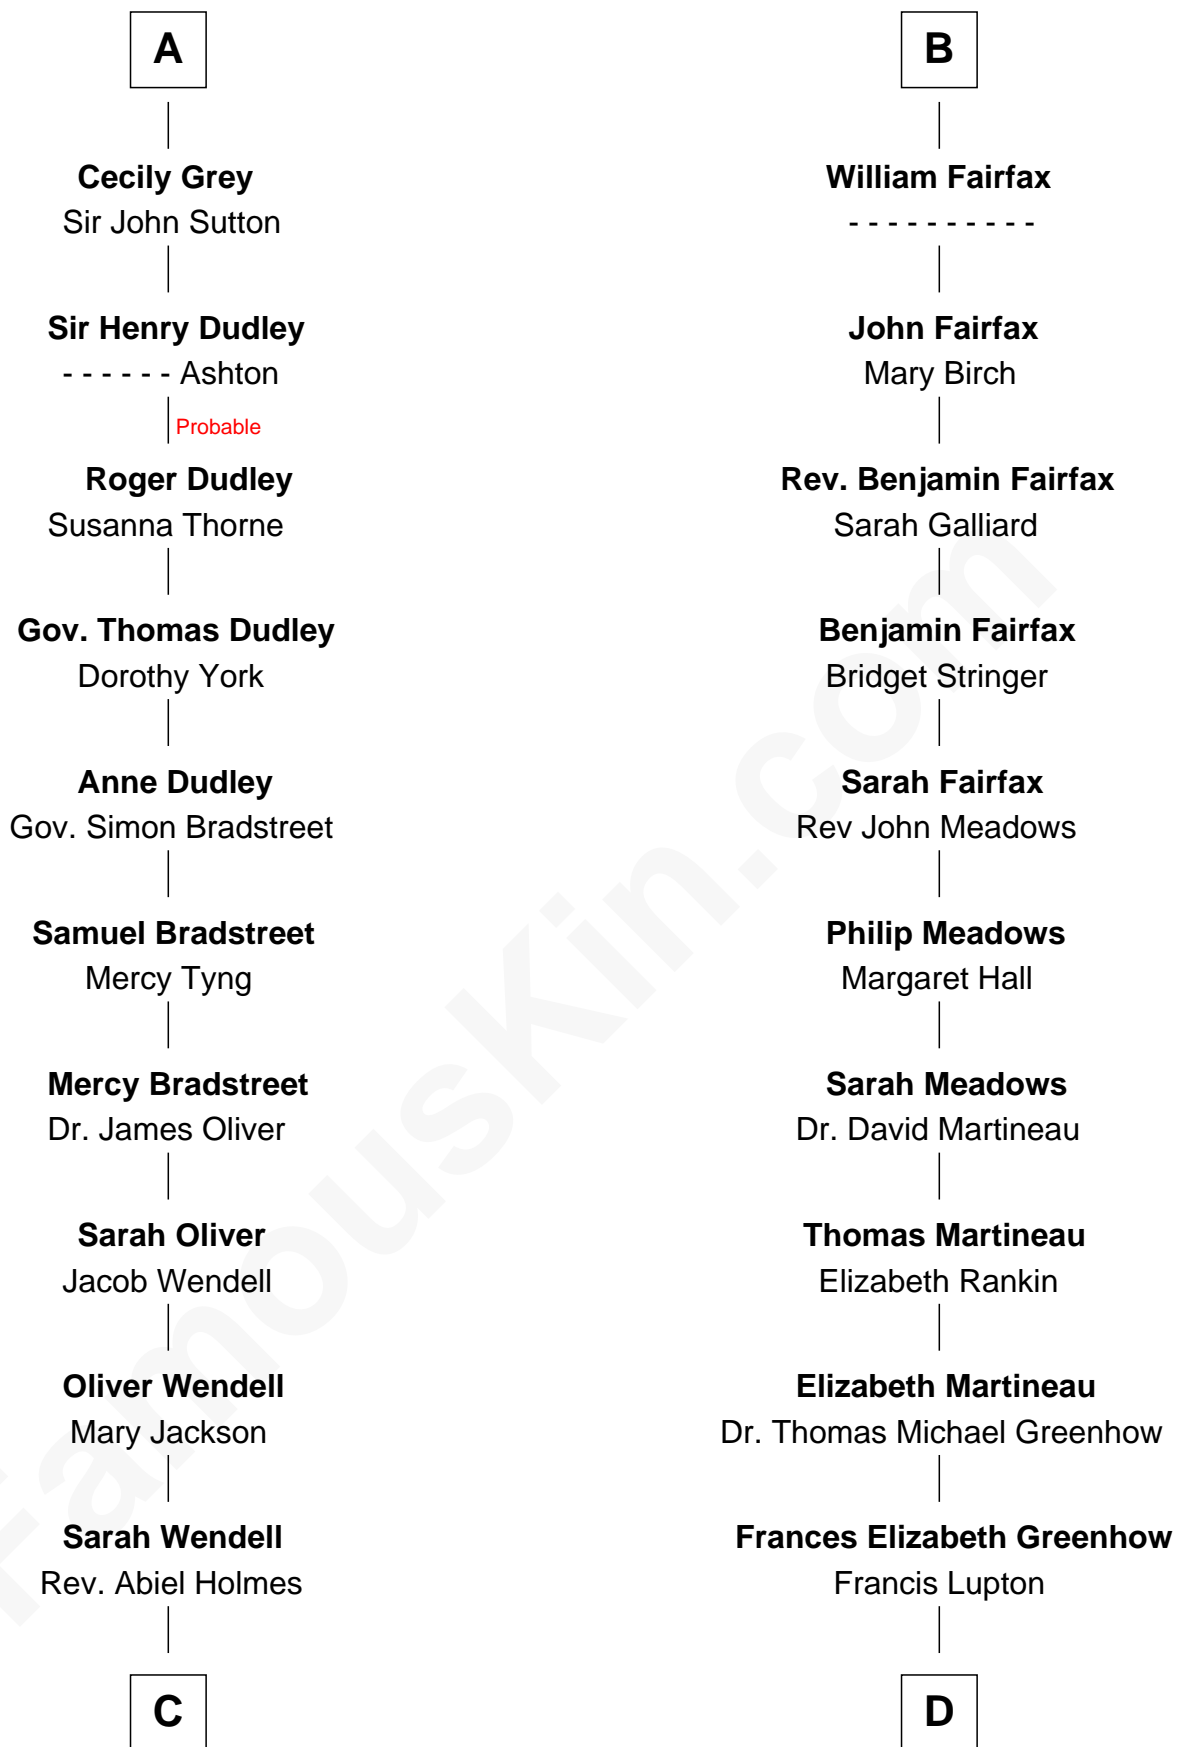 A
Cecily Grey
Sir John Sutton
Sir Henry Dudley
- - - - - - Ashton
Probable
Roger Dudley
Susanna Thorne
Gov. Thomas Dudley
Dorothy York
Anne Dudley
Gov. Simon Bradstreet
Samuel Bradstreet
Mercy Tyng
Mercy Bradstreet
Dr. James Oliver
Sarah Oliver
Jacob Wendell
Oliver Wendell
Mary Jackson
Sarah Wendell
Rev. Abiel Holmes
C
B
William Fairfax
- - - - - - - - - -
John Fairfax
Mary Birch
Rev. Benjamin Fairfax
Sarah Galliard
Benjamin Fairfax
Bridget Stringer
Sarah Fairfax
Rev John Meadows
Philip Meadows
Margaret Hall
Sarah Meadows
Dr. David Martineau
Thomas Martineau
Elizabeth Rankin
Elizabeth Martineau
Dr. Thomas Michael Greenhow
Frances Elizabeth Greenhow
Francis Lupton
D
FamousKin.com